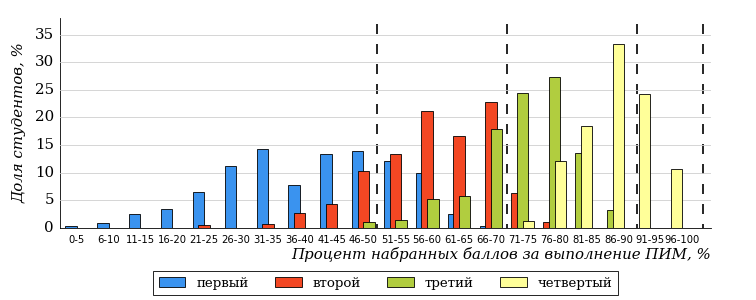 Доля студентов, %
35
30
25
20
15
10
5
0
0-5 6-10 11-15 16-20 21-25 26-30 31-35 36-40 41-45 46-50 51-55 56-60 61-65 66-70 71-75 76-80 81-85 86-90 91-95 96-100
Процент набранных баллов за выполнение ПИМ, %
первый второй третий четвертый